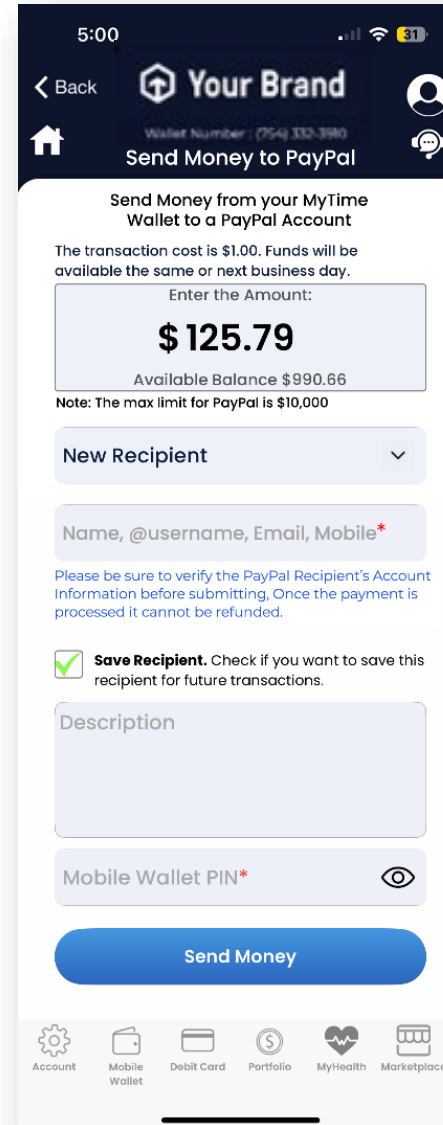 5:00
31
Back
Your Brand
Wallet Number : (754) 332-3910
Send Money to PayPal
Send Money from your MyTime
Wallet to a PayPal Account
The transaction cost is $1.00. Funds will be
available the same or next business day.
Enter the Amount:
$125.79
Available Balance $990.66
Note: The max limit for PayPal is $10,000
New Recipient
Name, @username, Email, Mobile*
Please be sure to verify the PayPal Recipient's Account
Information before submitting, Once the payment is
processed it cannot be refunded.
Save Recipient. Check if you want to save this
recipient for future transactions.
Description
Mobile Wallet PIN*
Send Money
Account
Mobile
Wallet
Debit Card
Portfolio
MyHealth
Marketplace